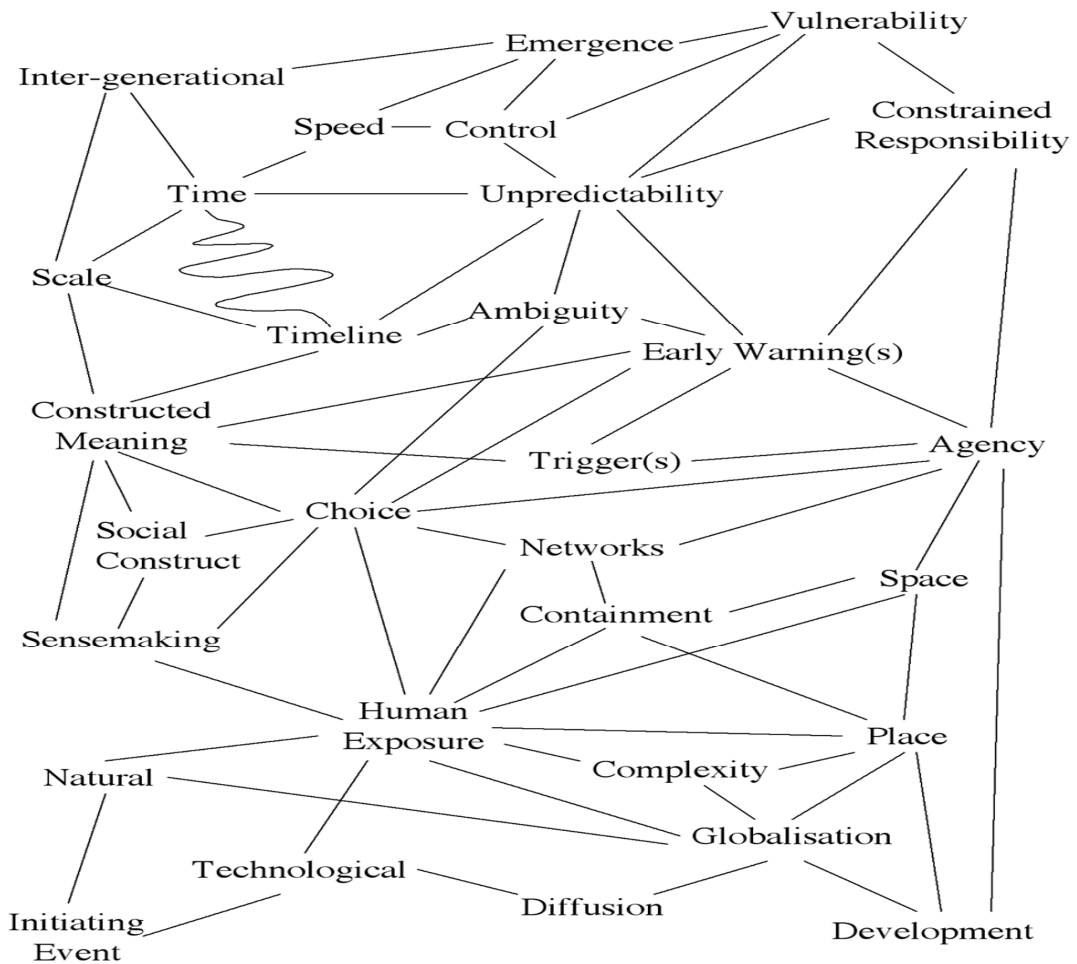 Vulnerability
Emergence
Inter-generational
Constrained
Responsibility
Speed
Control
Time
Unpredictability
Scale
Ambiguity
Timeline
Early Warning(s)
Constructed
Meaning
Agency
Trigger(s)
Choice
Social
Construct
Networks
Space
Containment
Sensemaking
Human
Exposure
Place
Natural
Complexity
Globalisation
Technological
Diffusion
Initiating
Event
Development